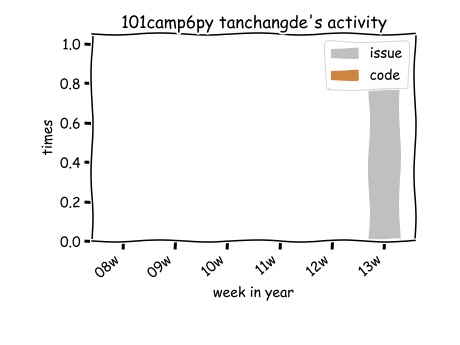 101camp6py tanchangde's activity
issue
code
times
1.0
0.8
0.6
0.4
0.2
0.0
08w
09w
10w
11w
12w
13w
week in year